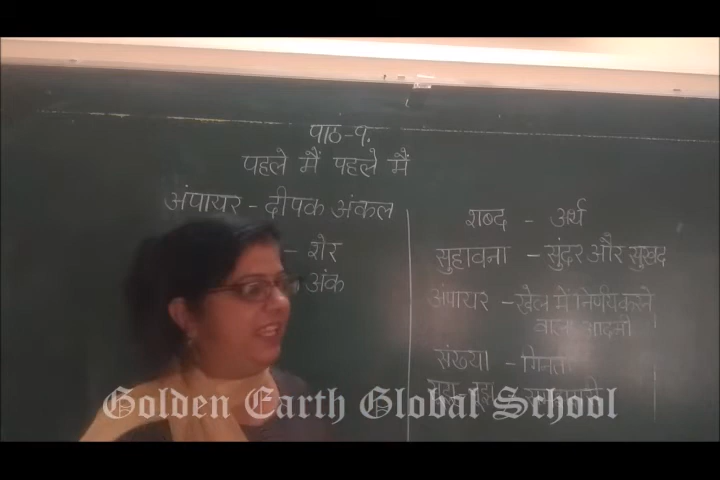 पाठ-१.
पहले मैं पहले मैं
अंपायर - दीपक अंकल
- शेर
अंक
शब्द - अर्थ
सुहावना - सुंदर और सुखद
अंपायर - खेल में निर्णय करने
वाला आदमी
संख्या - गिनती
Golden Earth Global School